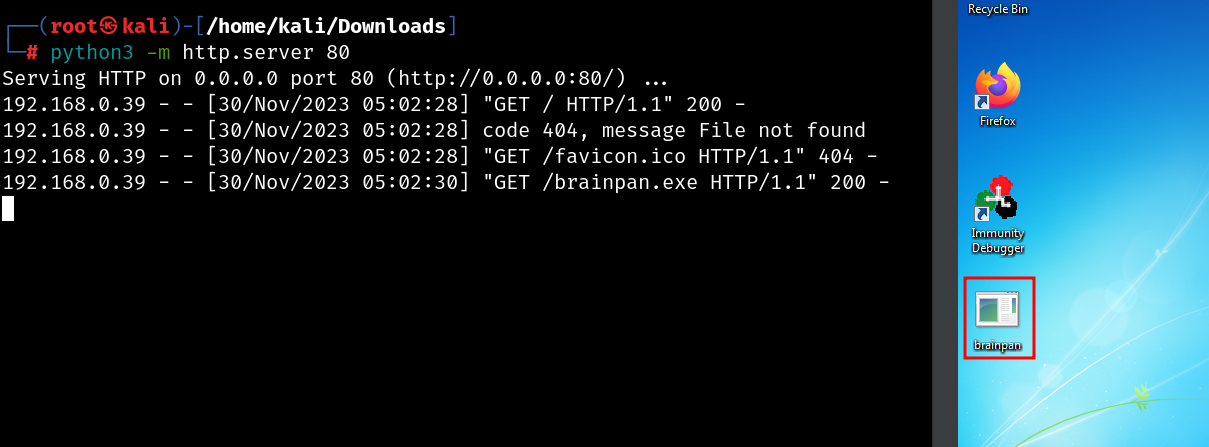 ┌──(root㉿kali)-[/home/kali/Downloads]
└─# python3 -m http.server 80
Serving HTTP on 0.0.0.0 port 80 (http://0.0.0.0:80/) ...
192.168.0.39 - - [30/Nov/2023 05:02:28] "GET / HTTP/1.1" 200 -
192.168.0.39 - - [30/Nov/2023 05:02:28] code 404, message File not found
192.168.0.39 - - [30/Nov/2023 05:02:28] "GET /favicon.ico HTTP/1.1" 404 -
192.168.0.39 - - [30/Nov/2023 05:02:30] "GET /brainpan.exe HTTP/1.1" 200 -
Recycle Bin
Firefox
Immunity
Debugger
brainpan